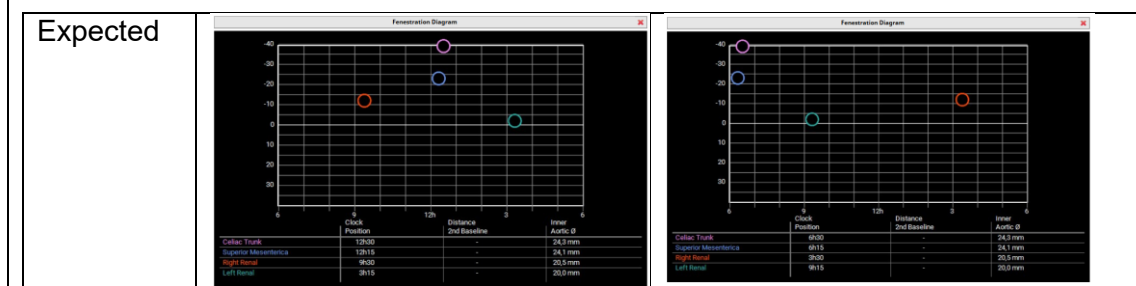 Expected
Fenestration Diagram
-40
-30
-20
-10
0
10
20
30
6 9 12h 3 6
Clock Position Distance 2nd Baseline Inner Aortic Ø
Celiac Trunk 12h30 - 24,3 mm
Superior Mesenterica 12h15 - 24,1 mm
Right Renal 9h30 - 20,5 mm
Left Renal 3h15 - 20,0 mm
Fenestration Diagram
-40
-30
-20
-10
0
10
20
30
6 9 12h 3 6
Clock Position Distance 2nd Baseline Inner Aortic Ø
Celiac Trunk 6h30 - 24,3 mm
Superior Mesenterica 6h15 - 24,1 mm
Right Renal 3h30 - 20,5 mm
Left Renal 9h15 - 20,0 mm